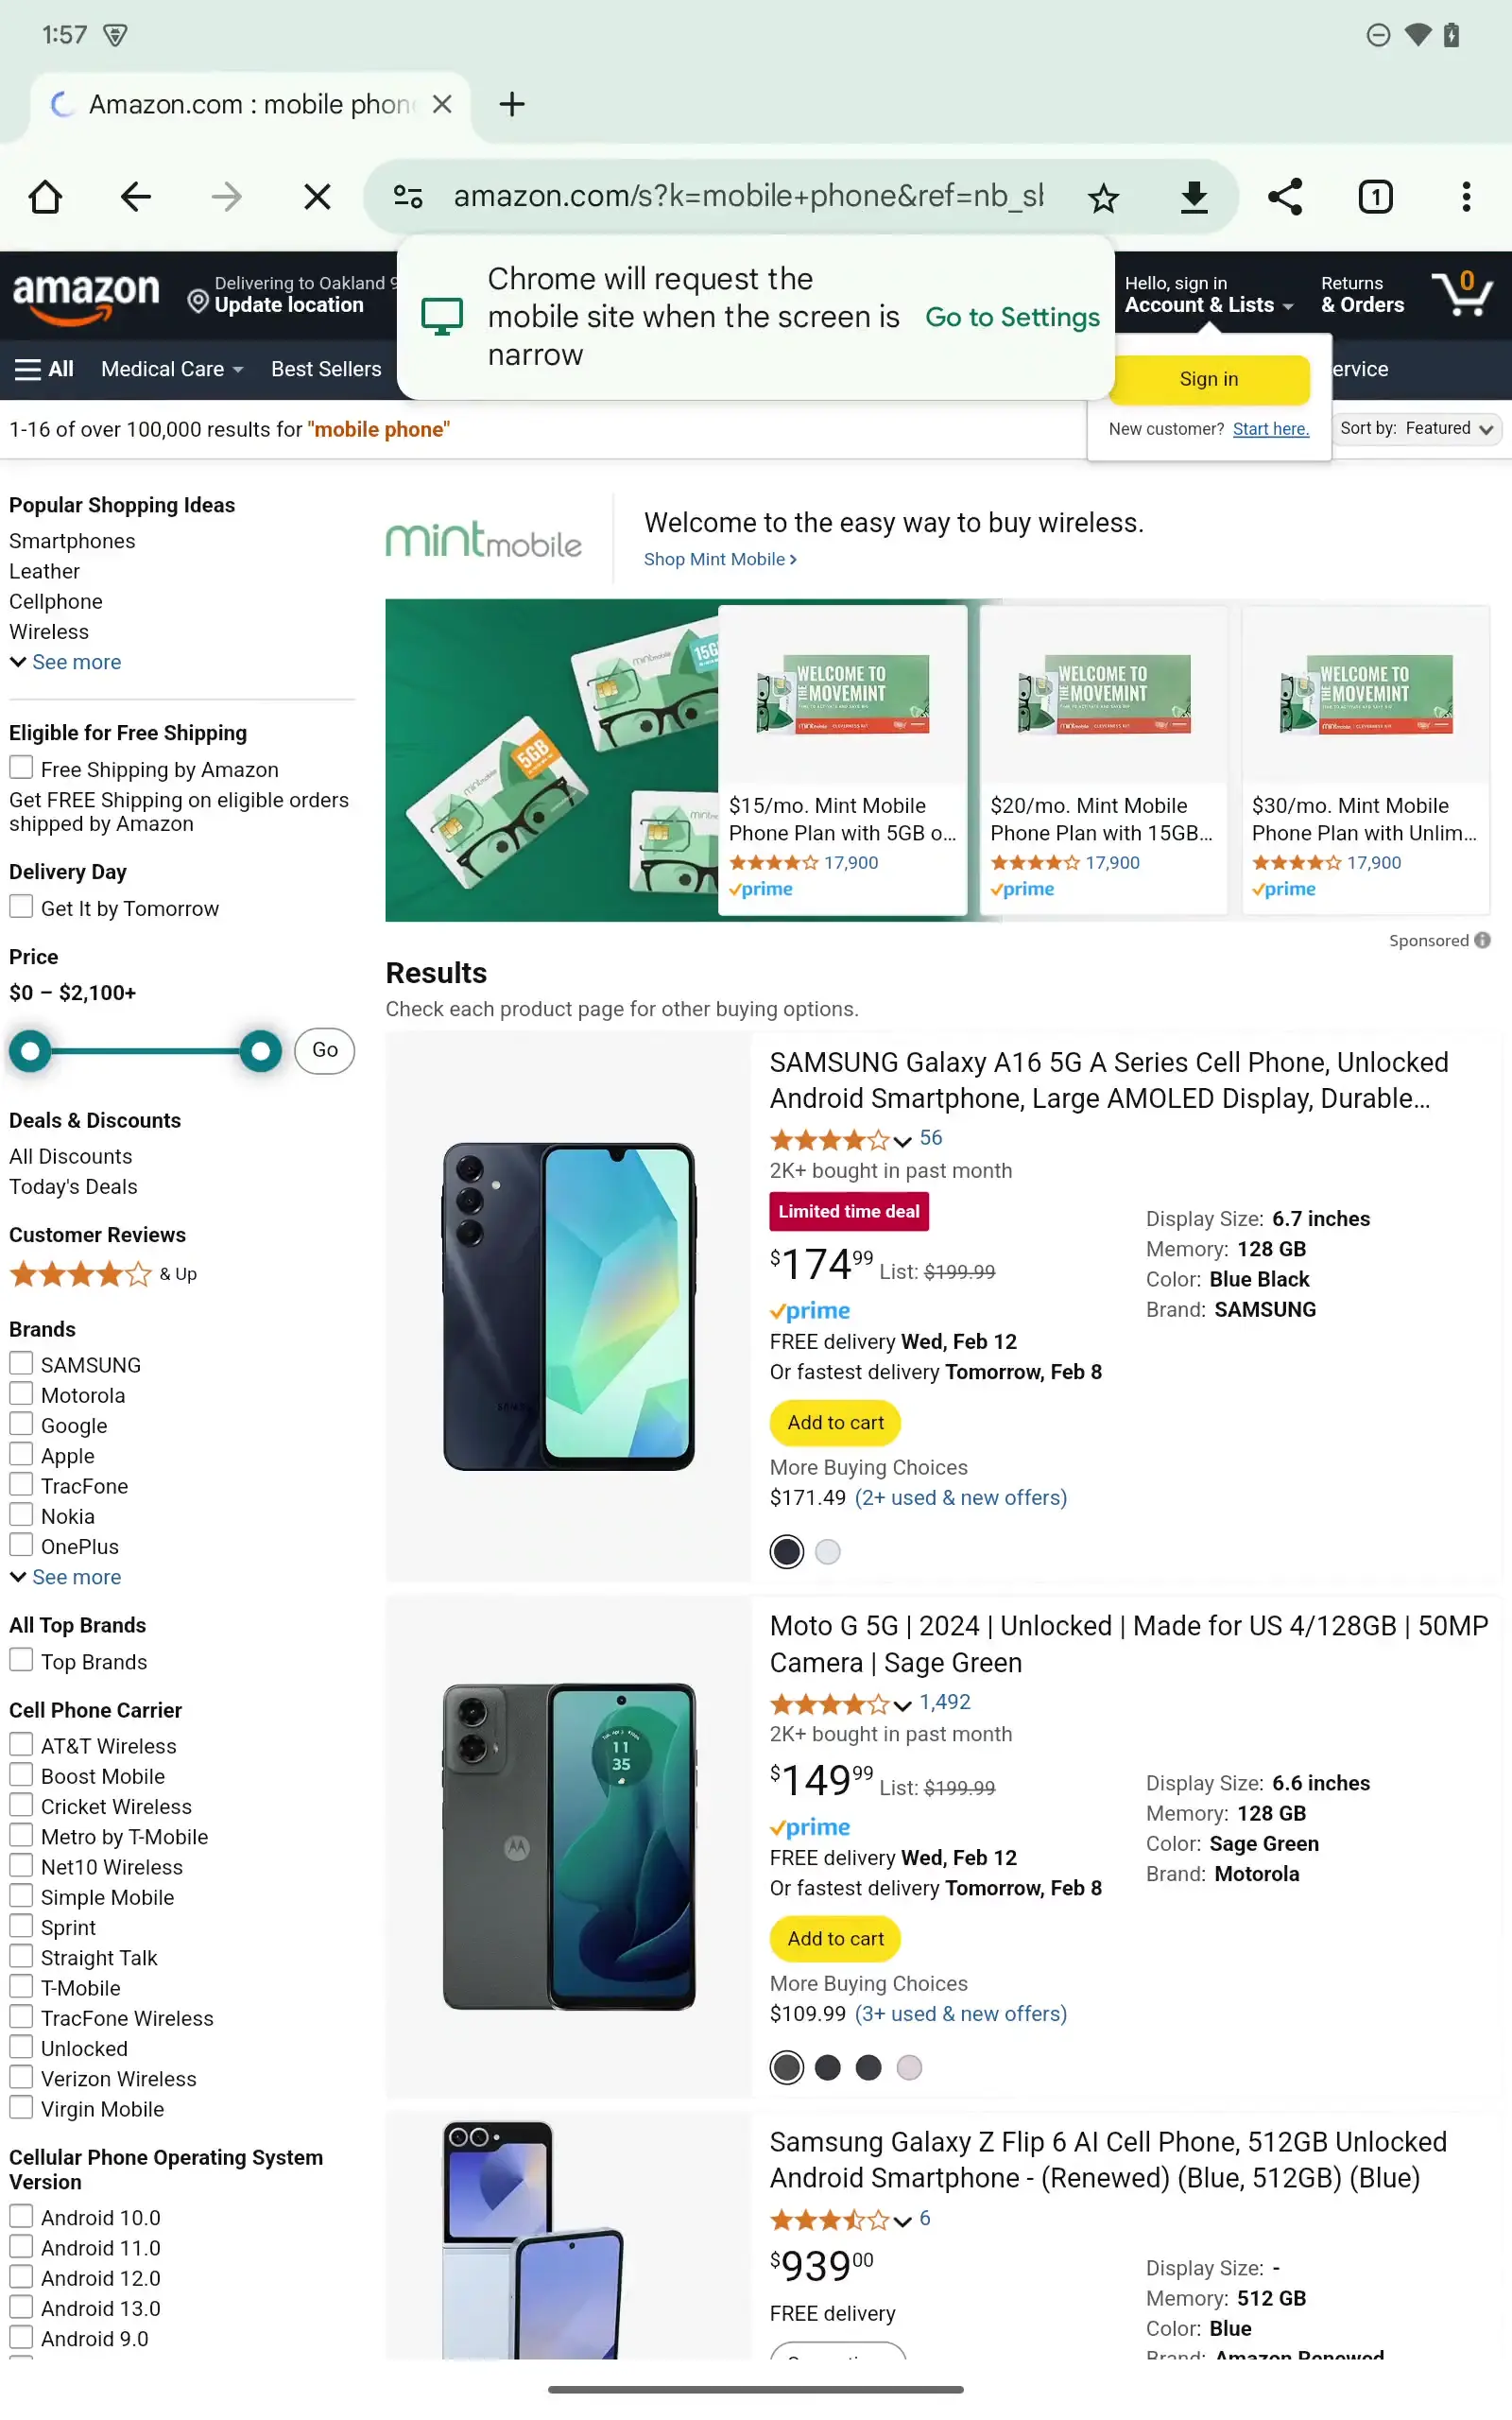 1:57
Amazon.com : mobile phon
amazon.com/s?k=mobile+phone&ref=nb_sl
1
Chrome will request the
mobile site when the screen is
narrow
Go to Settings
amazon
Delivering to Oakland 9
Update location
Hello, sign in
Account & Lists
Returns
& Orders
0
All
Medical Care
Best Sellers
ervice
Sign in
New customer? Start here.
1-16 of over 100,000 results for "mobile phone"
Sort by: Featured
Popular Shopping Ideas
Smartphones
Leather
Cellphone
Wireless
See more
Eligible for Free Shipping
Free Shipping by Amazon
Get FREE Shipping on eligible orders
shipped by Amazon
Delivery Day
Get It by Tomorrow
Price
$0 – $2,100+
Go
Deals & Discounts
All Discounts
Today's Deals
Customer Reviews
& Up
Brands
SAMSUNG
Motorola
Google
Apple
TracFone
Nokia
OnePlus
See more
All Top Brands
Top Brands
Cell Phone Carrier
AT&T Wireless
Boost Mobile
Cricket Wireless
Metro by T-Mobile
Net10 Wireless
Simple Mobile
Sprint
Straight Talk
T-Mobile
TracFone Wireless
Unlocked
Verizon Wireless
Virgin Mobile
Cellular Phone Operating System
Version
Android 10.0
Android 11.0
Android 12.0
Android 13.0
Android 9.0
mint mobile
Welcome to the easy way to buy wireless.
Shop Mint Mobile
15G
5GB
WELCOME TO
THE MOVEMINT
$15/mo. Mint Mobile
Phone Plan with 5GB o...
17,900
prime
WELCOME TO
THE MOVEMINT
$20/mo. Mint Mobile
Phone Plan with 15GB...
17,900
prime
WELCOME TO
THE MOVEMINT
$30/mo. Mint Mobile
Phone Plan with Unlim...
17,900
prime
Sponsored
Results
Check each product page for other buying options.
SAMSUNG Galaxy A16 5G A Series Cell Phone, Unlocked
Android Smartphone, Large AMOLED Display, Durable...
56
2K+ bought in past month
Limited time deal
$174.99 List: $199.99
prime
FREE delivery Wed, Feb 12
Or fastest delivery Tomorrow, Feb 8
Add to cart
More Buying Choices
$171.49 (2+ used & new offers)
Display Size: 6.7 inches
Memory: 128 GB
Color: Blue Black
Brand: SAMSUNG
11
35
Moto G 5G | 2024 | Unlocked | Made for US 4/128GB | 50MP
Camera | Sage Green
1,492
2K+ bought in past month
$149.99 List: $199.99
prime
FREE delivery Wed, Feb 12
Or fastest delivery Tomorrow, Feb 8
Add to cart
More Buying Choices
$109.99 (3+ used & new offers)
Display Size: 6.6 inches
Memory: 128 GB
Color: Sage Green
Brand: Motorola
Samsung Galaxy Z Flip 6 AI Cell Phone, 512GB Unlocked
Android Smartphone - (Renewed) (Blue, 512GB) (Blue)
6
$939.00
FREE delivery
Display Size: -
Memory: 512 GB
Color: Blue
Brand: Amazon Renewed